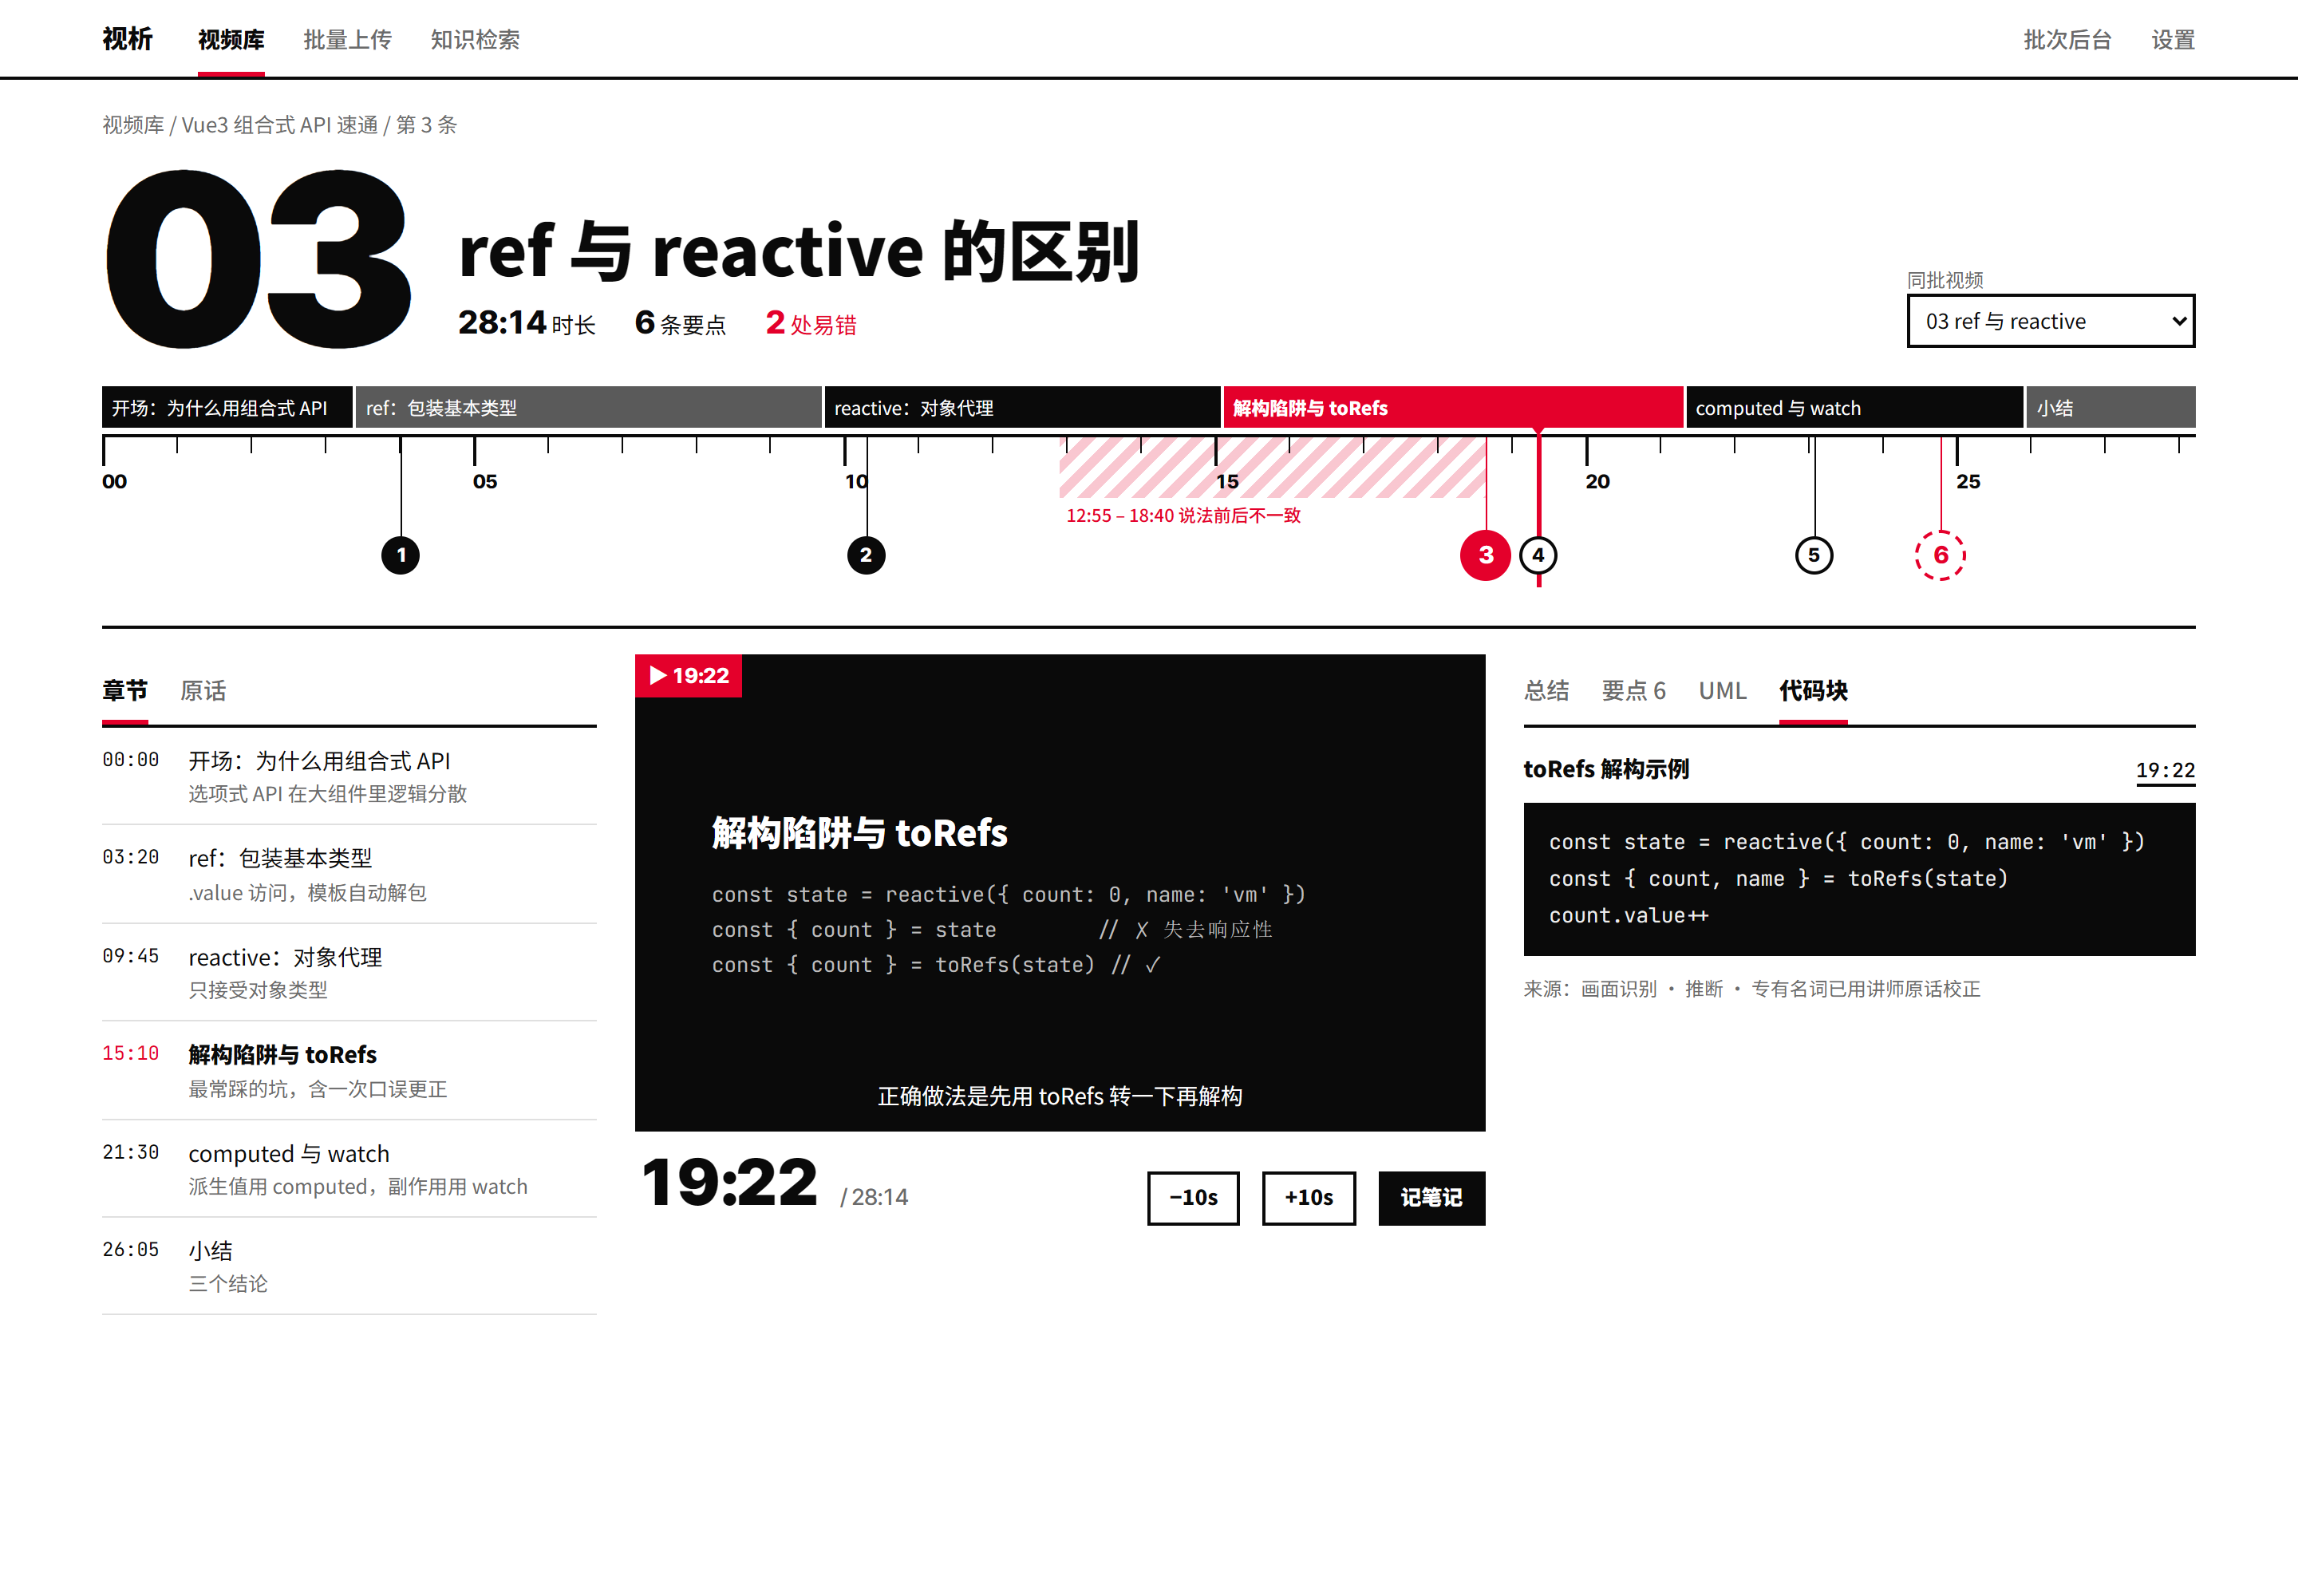 视析 视频库 批量上传 知识检索 批次后台 设置
视频库 / Vue3 组合式 API 速通 / 第 3 条
03
ref 与 reactive 的区别
28:14 时长 6 条要点 2 处易错
同批视频
03 ref 与 reactive
开场：为什么用组合式 API ref：包装基本类型 reactive：对象代理 解构陷阱与 toRefs computed 与 watch 小结
00 05 10 15 20 25
12:55 – 18:40 说法前后不一致
1 2 3 4 5 6
章节 原话
00:00 开场：为什么用组合式 API
选项式 API 在大组件里逻辑分散
03:20 ref：包装基本类型
.value 访问，模板自动解包
09:45 reactive：对象代理
只接受对象类型
15:10 解构陷阱与 toRefs
最常踩的坑，含一次口误更正
21:30 computed 与 watch
派生值用 computed，副作用用 watch
26:05 小结
三个结论
▶ 19:22
解构陷阱与 toRefs
const state = reactive({ count: 0, name: 'vm' })
const { count } = state // ✗ 失去响应性
const { count } = toRefs(state) // ✓
正确做法是先用 toRefs 转一下再解构
19:22 / 28:14 −10s +10s 记笔记
总结 要点 6 UML 代码块
toRefs 解构示例 19:22
const state = reactive({ count: 0, name: 'vm' })
const { count, name } = toRefs(state)
count.value++
来源：画面识别 · 推断 · 专有名词已用讲师原话校正